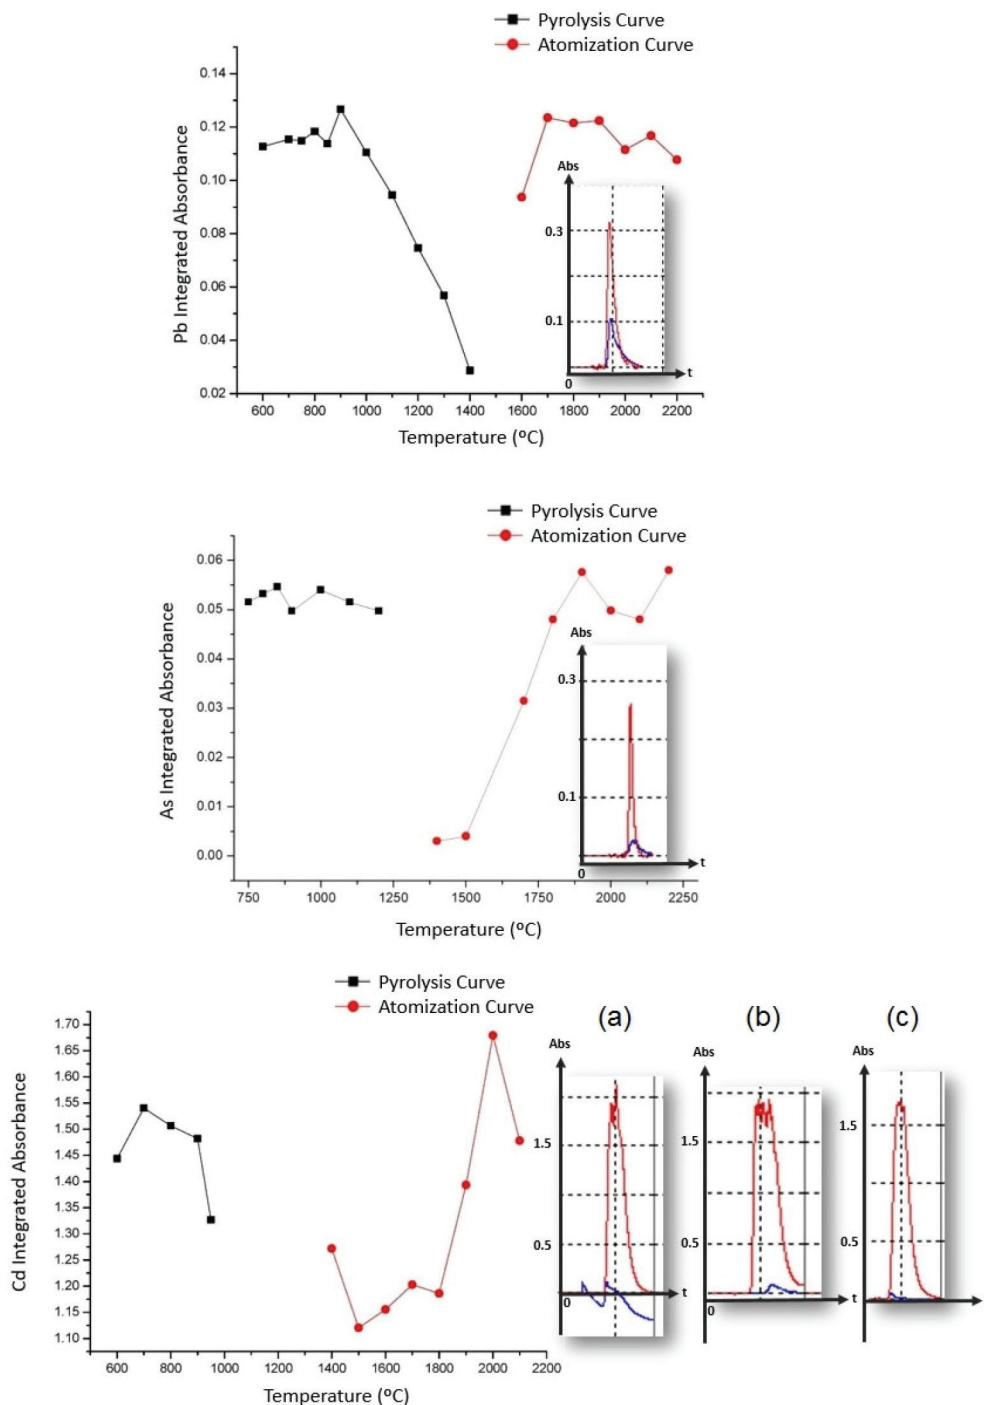 Pyrolysis Curve
Atomization Curve
Pb Integrated Absorbance
0.14
0.12
0.10
0.08
0.06
0.04
0.02
600 800 1000 1200 1400 1600 1800 2000 2200
Temperature (ºC)
Abs
0.3
0.1
0
t
Pyrolysis Curve
Atomization Curve
As Integrated Absorbance
0.06
0.05
0.04
0.03
0.02
0.01
0.00
750 1000 1250 1500 1750 2000 2250
Temperature (ºC)
Abs
0.3
0.1
0
t
Pyrolysis Curve
Atomization Curve
Cd Integrated Absorbance
1.70
1.65
1.60
1.55
1.50
1.45
1.40
1.35
1.30
1.25
1.20
1.15
1.10
600 800 1000 1200 1400 1600 1800 2000 2200
Temperature (ºC)
(a) (b) (c)
Abs
1.5
0.5
0
t
Abs
1.5
0.5
0
t
Abs
1.5
0.5
0
t